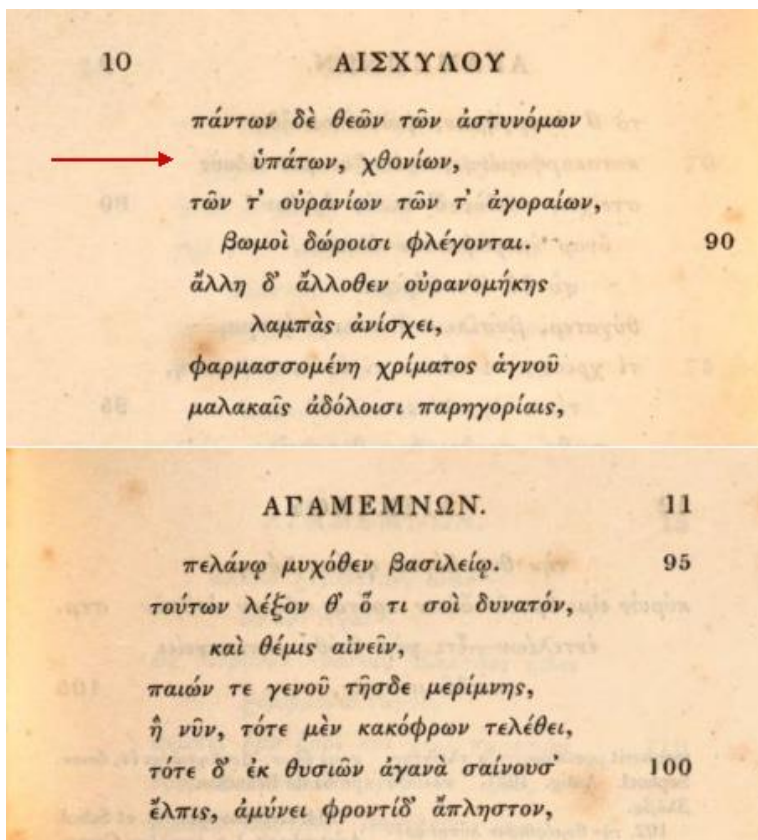 10 ΑΙΣΧΥΛΟΥ
πάντων δὲ θεῶν τῶν ἀστυνόμων
ὑπάτων, χθονίων,
τῶν τ' οὐρανίων τῶν τ' ἀγοραίων,
βωμοὶ δώροισι φλέγονται. 90
ἄλλη δ' ἄλλοθεν οὐρανομήκης
λαμπὰς ἀνίσχει,
φαρμασσομένη χρίματος ἁγνοῦ
μαλακαῖς ἀδόλοισι παρηγορίαις,
ΑΓΑΜΕΜΝΩΝ. 11
πελάνῳ μυχόθεν βασιλείῳ. 95
τούτων λέξον θ' ὅ τι σοὶ δυνατόν,
καὶ θέμις αἰνεῖν,
παιών τε γενοῦ τῆσδε μερίμνης,
ἣ νῦν, τότε μὲν κακόφρων τελέθει,
τότε δ' ἐκ θυσιῶν ἀγανὰ σαίνουσ' 100
ἔλπις, ἀμύνει φροντίδ' ἄπληστον,